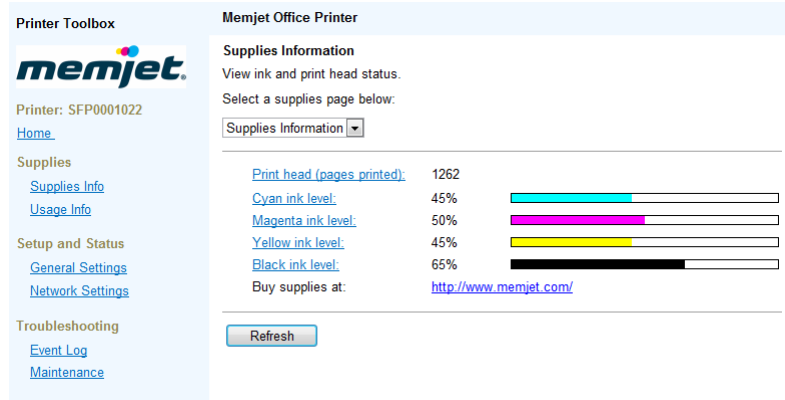 Printer Toolbox
memjet.
Printer: SFP0001022
Home
Supplies
Supplies Info
Usage Info
Setup and Status
General Settings
Network Settings
Troubleshooting
Event Log
Maintenance
Memjet Office Printer
Supplies Information
View ink and print head status.
Select a supplies page below:
Supplies Information
Print head (pages printed): 1262
Cyan ink level: 45%
Magenta ink level: 50%
Yellow ink level: 45%
Black ink level: 65%
Buy supplies at: http://www.memjet.com/
Refresh